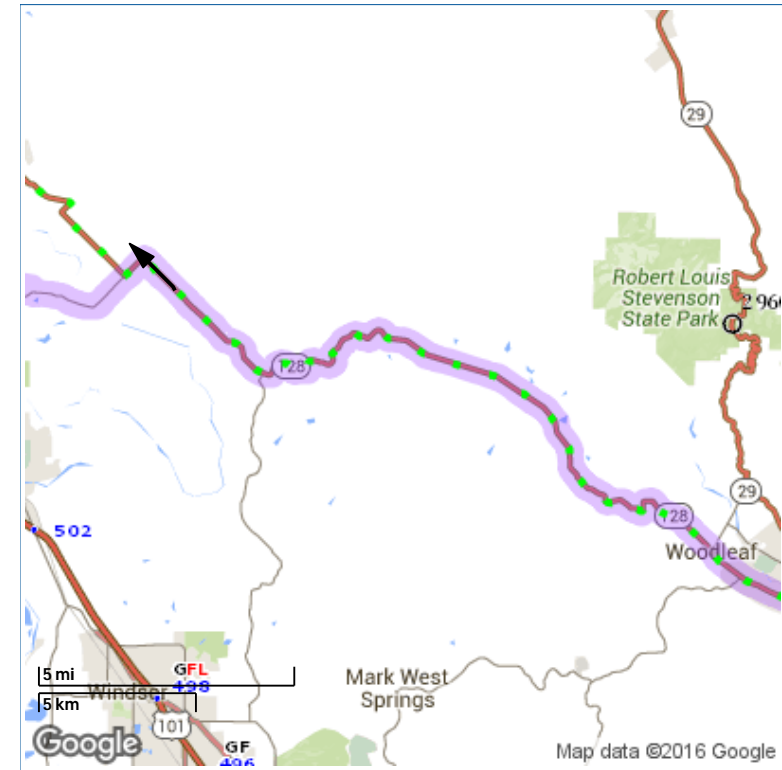 29
Robert Louis
Stevenson
State Park
2 960
128
502
29
128
Woodleaf
5 mi
GFL
498
Windsor
5 km
Mark West
Springs
101
GF
496
Google
Map data ©2016 Google